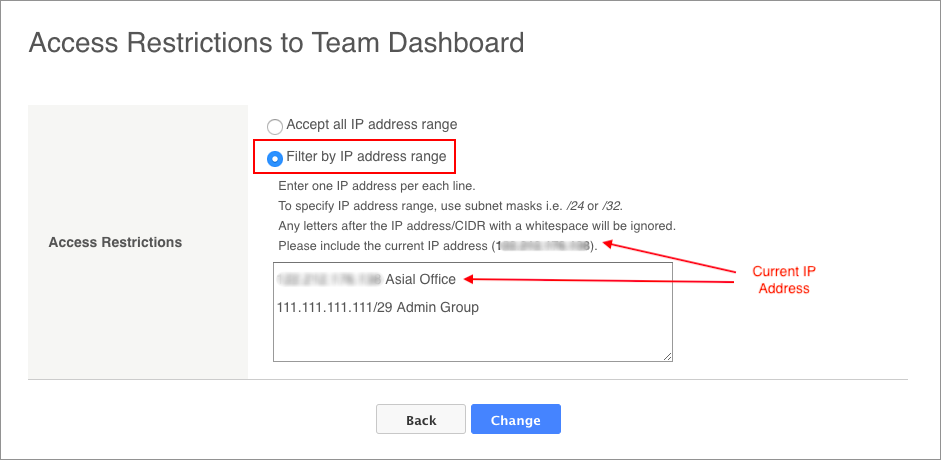 Access Restrictions to Team Dashboard
Accept all IP address range
Filter by IP address range
Enter one IP address per each line.
To specify IP address range, use subnet masks i.e. /24 or /32.
Any letters after the IP address/CIDR with a whitespace will be ignored.
Access Restrictions
Please include the current IP address ( ).
Current IP
Address
Asial Office
111.111.111.111/29 Admin Group
Back
Change